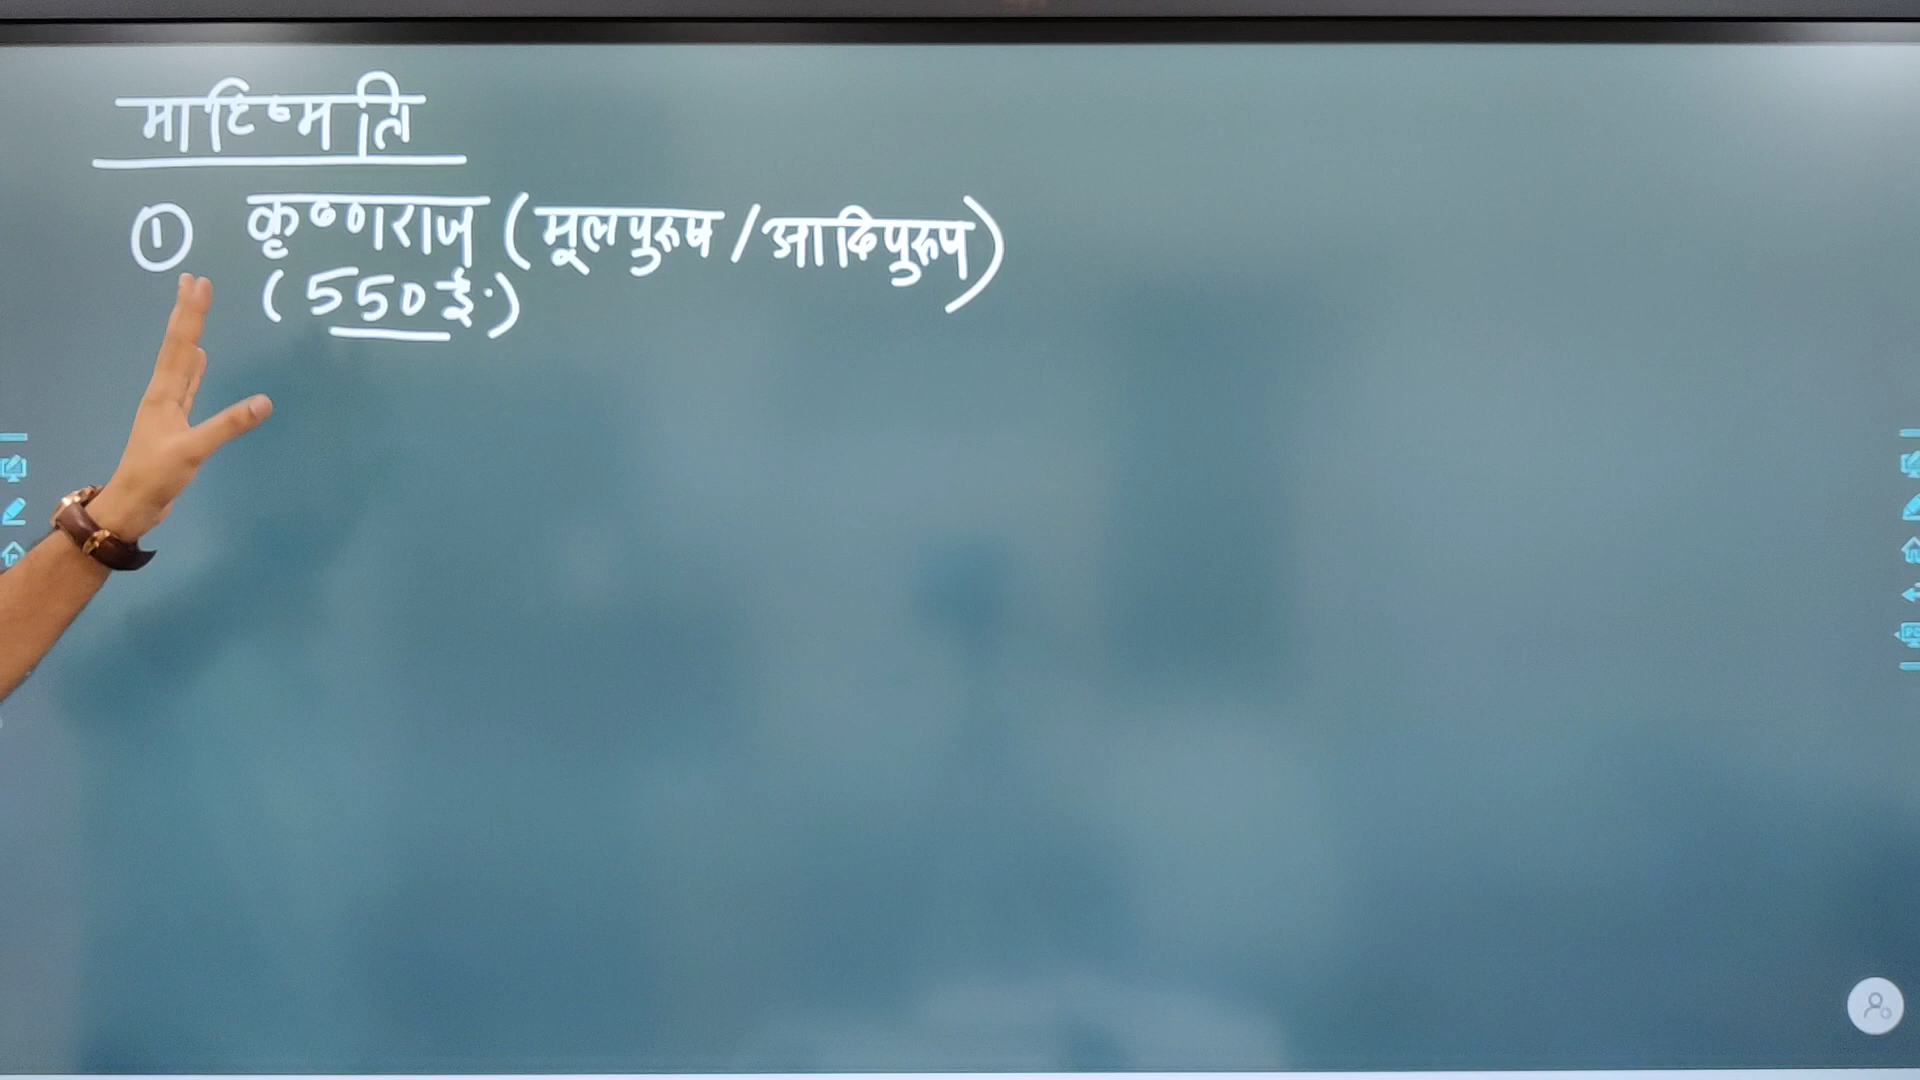 माहिष्मति
① कृष्णराज (मूलपुरुष / आदिपुरुष)
(550 ई.)